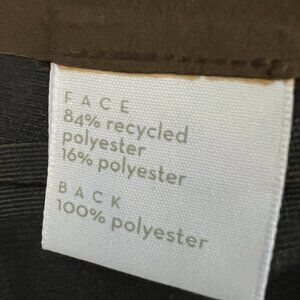 FACE
84% recycled
polyester
16% polyester
BACK
100% polyester